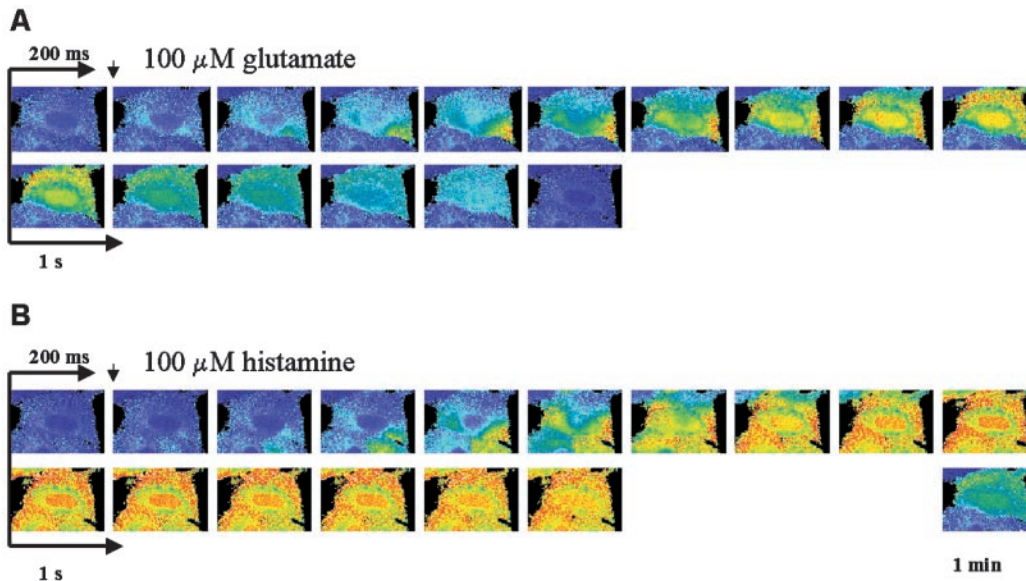 A
200 ms
100 μM glutamate
1 s
B
200 ms
100 μM histamine
1 s
1 min